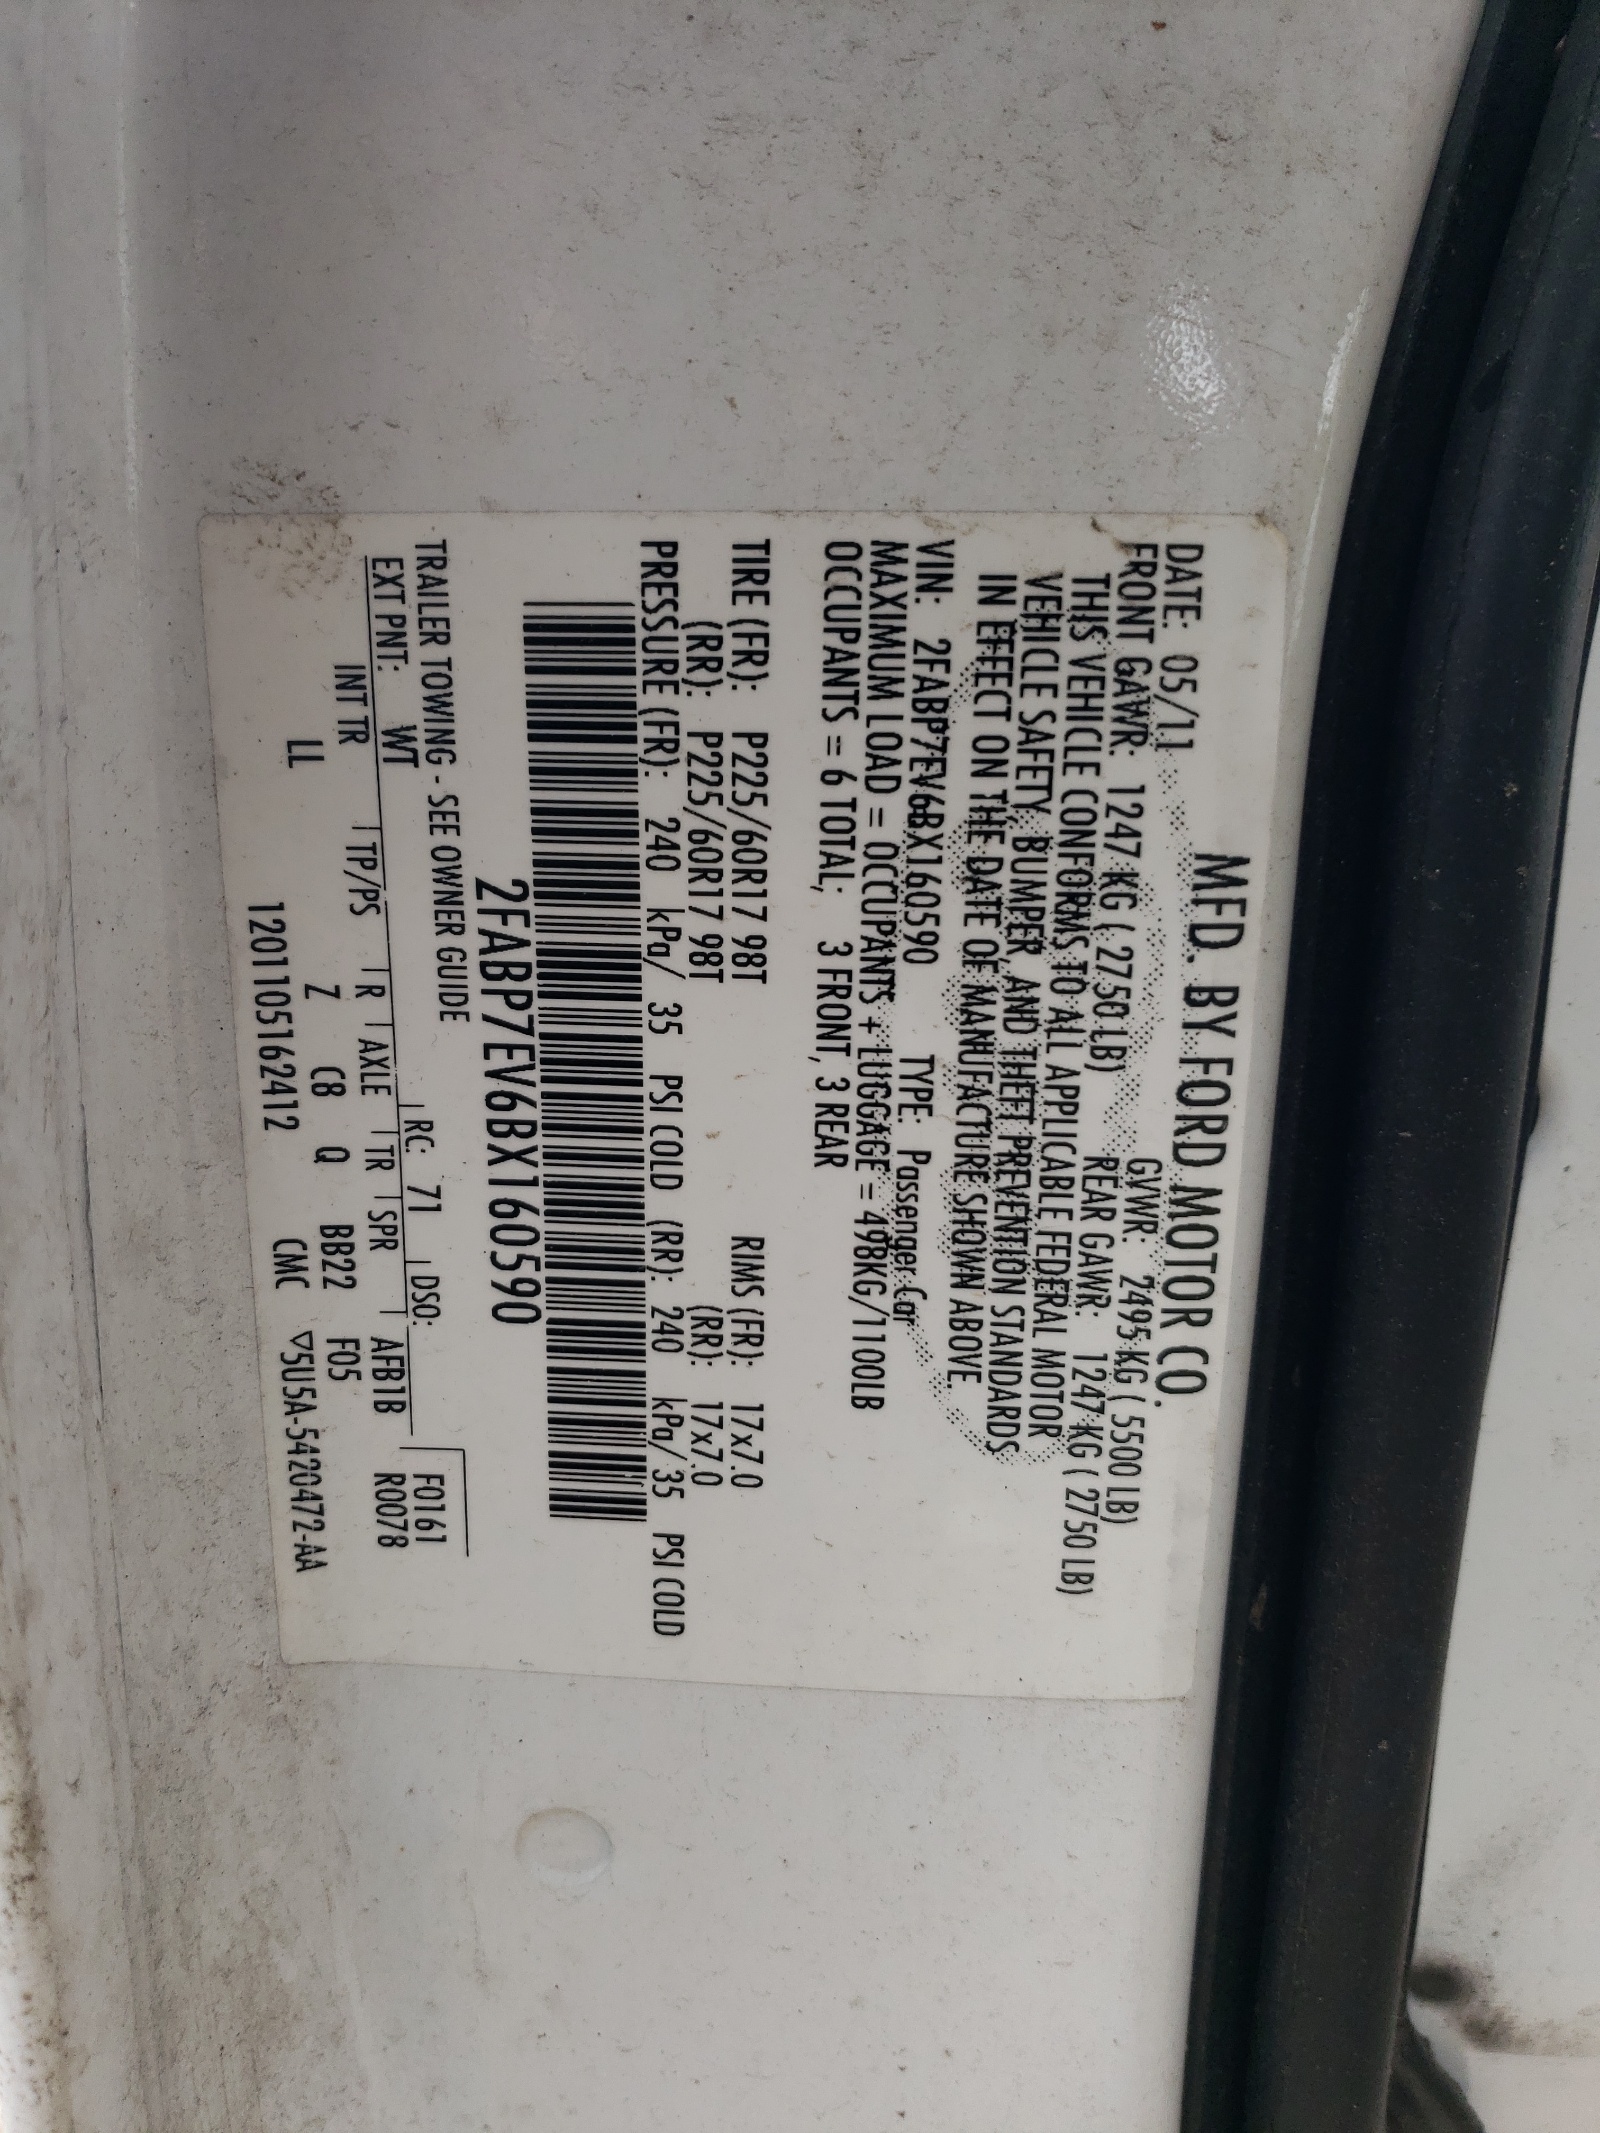 MFD. BY FORD MOTOR CO.
DATE: 05/11 GVWR: 2495 KG ( 5500 LB)
FRONT GAWR: 1247 KG ( 2750 LB) REAR GAWR: 1247 KG ( 2750 LB)
THIS VEHICLE CONFORMS TO ALL APPLICABLE FEDERAL MOTOR
VEHICLE SAFETY, BUMPER, AND THEFT PREVENTION STANDARDS
IN EFFECT ON THE DATE OF MANUFACTURE SHOWN ABOVE.
VIN: 2FABP7EV6BX160590 TYPE: Passenger Car
MAXIMUM LOAD = OCCUPANTS + LUGGAGE = 498KG/1100LB
OCCUPANTS = 6 TOTAL; 3 FRONT, 3 REAR
TIRE (FR): P225/60R17 98T RIMS (FR): 17x7.0
(RR): P225/60R17 98T (RR): 17x7.0
PRESSURE (FR): 240 kPa/ 35 PSI COLD (RR): 240 kPa/ 35 PSI COLD
2FABP7EV6BX160590
TRAILER TOWING - SEE OWNER GUIDE
F0161
EXT PNT: WT RC: 71 DSO: R0078
INT TR TP/PS R AXLE TR SPR AFB1B
LL Z C8 Q BB22 F05
1201105162412 CMC ▽5U5A-5420472-AA